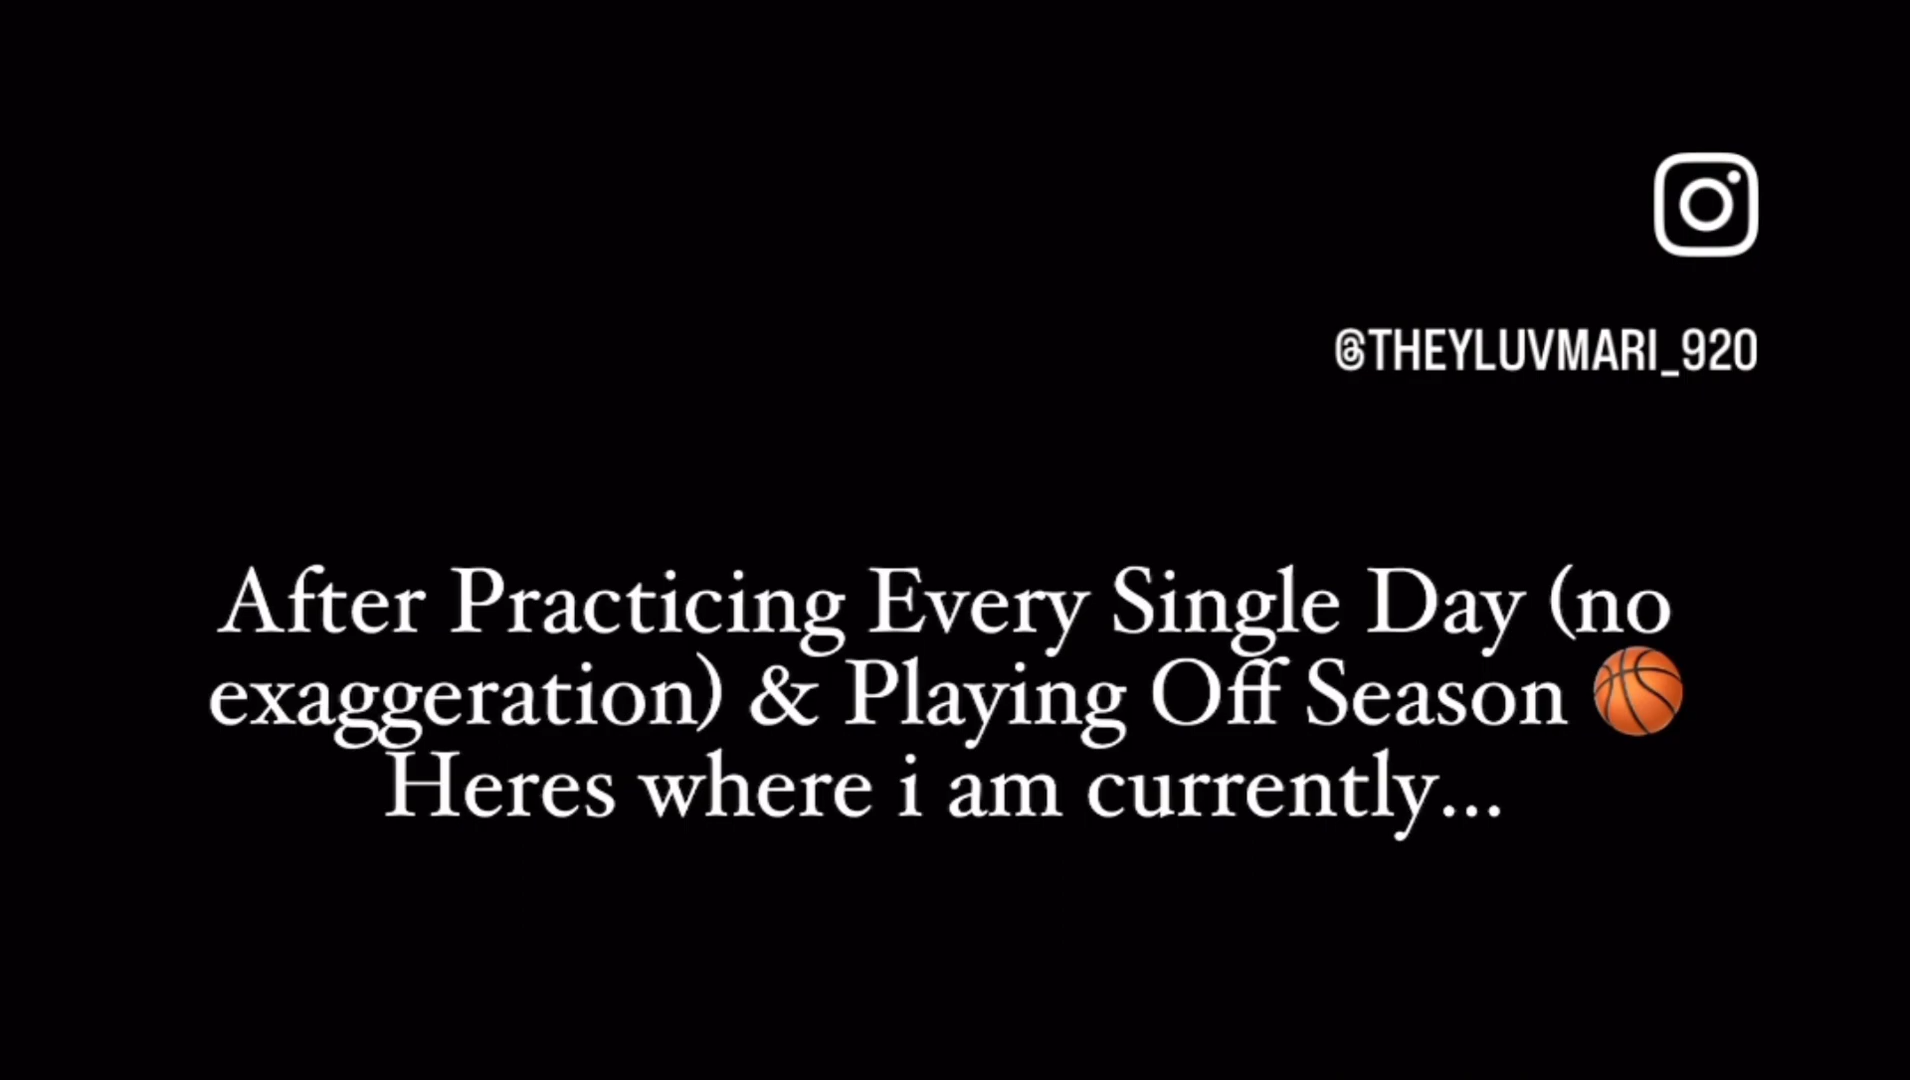 @THEYLUVMARI_920
After Practicing Every Single Day (no
exaggeration) & Playing Off Season 🏀
Heres where i am currently...